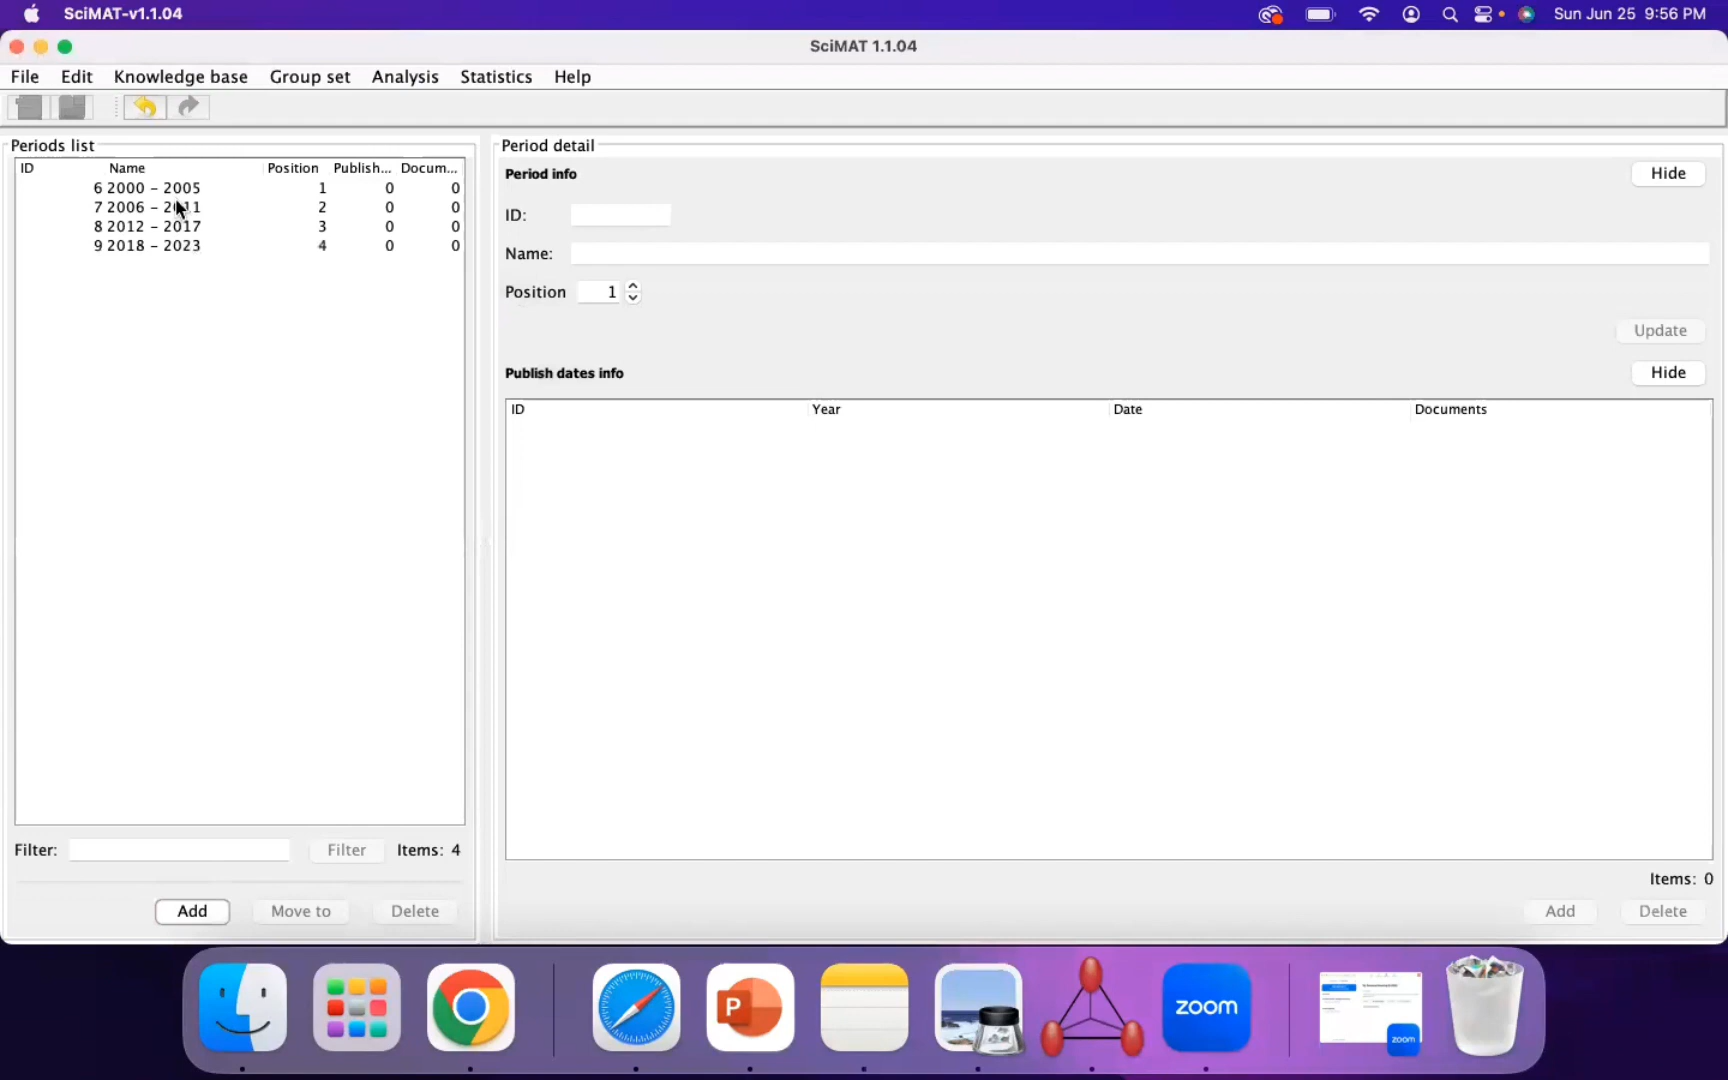 SciMAT-v1.1.04 Sun Jun 25 9:56 PM
SciMAT 1.1.04
File Edit Knowledge base Group set Analysis Statistics Help
Periods list
ID Name Position Publish... Docum...
6 2000 - 2005 1 0 0
7 2006 - 2011 2 0 0
8 2012 - 2017 3 0 0
9 2018 - 2023 4 0 0
Filter: Filter Items: 4
Add Move to Delete
Period detail
Period info Hide
ID:
Name:
Position 1
Update
Publish dates info Hide
ID Year Date Documents
Items: 0
Add Delete
P
zoom
zoom